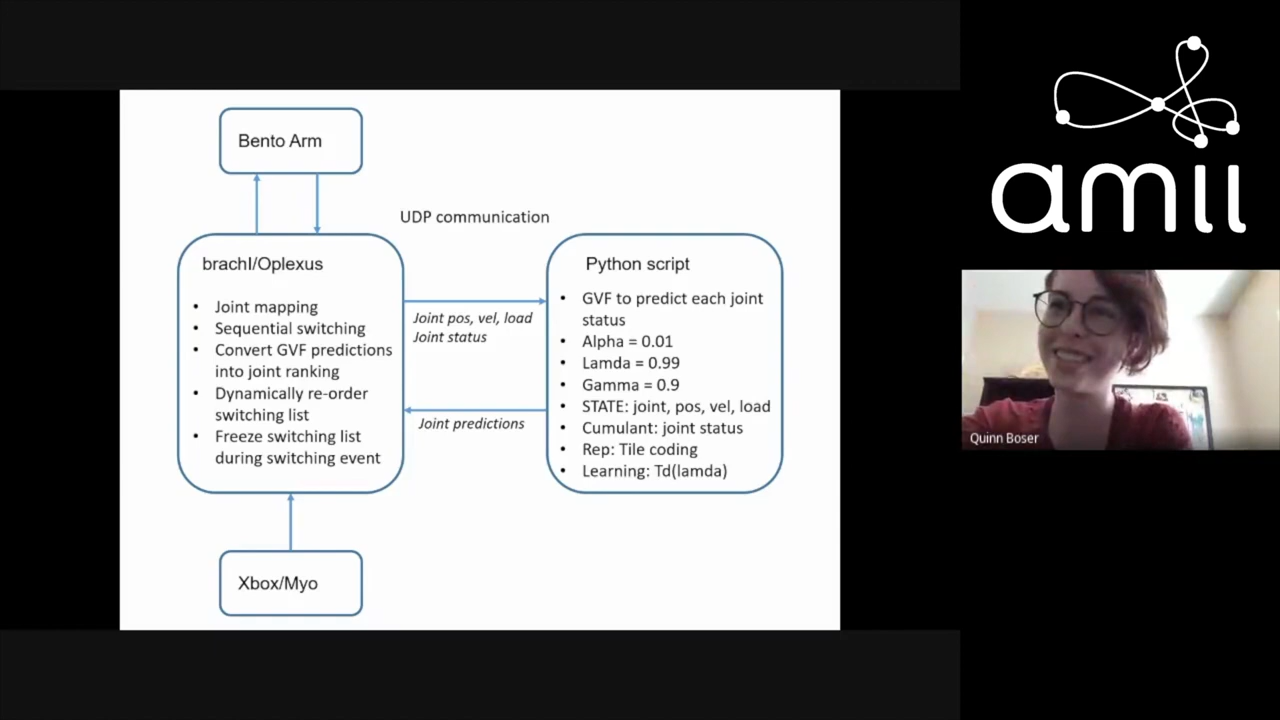 Bento Arm
UDP communication
brachI/Oplexus
• Joint mapping
• Sequential switching
• Convert GVF predictions
into joint ranking
• Dynamically re-order
switching list
• Freeze switching list
during switching event
Joint pos, vel, load
Joint status
Joint predictions
Python script
• GVF to predict each joint
status
• Alpha = 0.01
• Lamda = 0.99
• Gamma = 0.9
• STATE: joint, pos, vel, load
• Cumulant: joint status
• Rep: Tile coding
• Learning: Td(lamda)
Xbox/Myo
amii
Quinn Boser